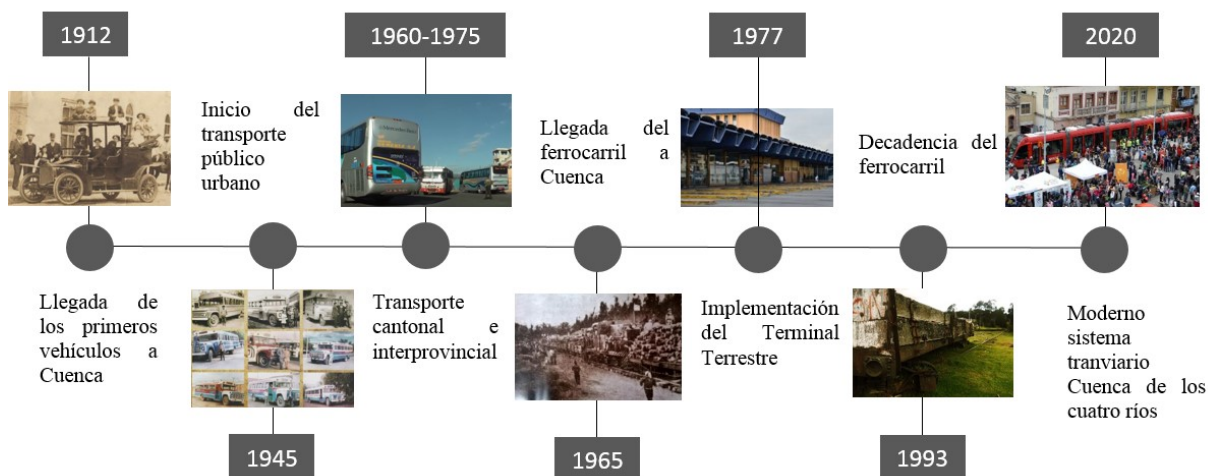 1912
1960-1975
1977
2020
Inicio del
transporte
público
urbano
Llegada del
ferrocarril a
Cuenca
Decadencia del
ferrocarril
Llegada de
los primeros
vehículos a
Cuenca
Transporte
cantonal e
interprovincial
Implementación
del Terminal
Terrestre
Moderno
sistema
tranviario
Cuenca de los
cuatro ríos
1945
1965
1993